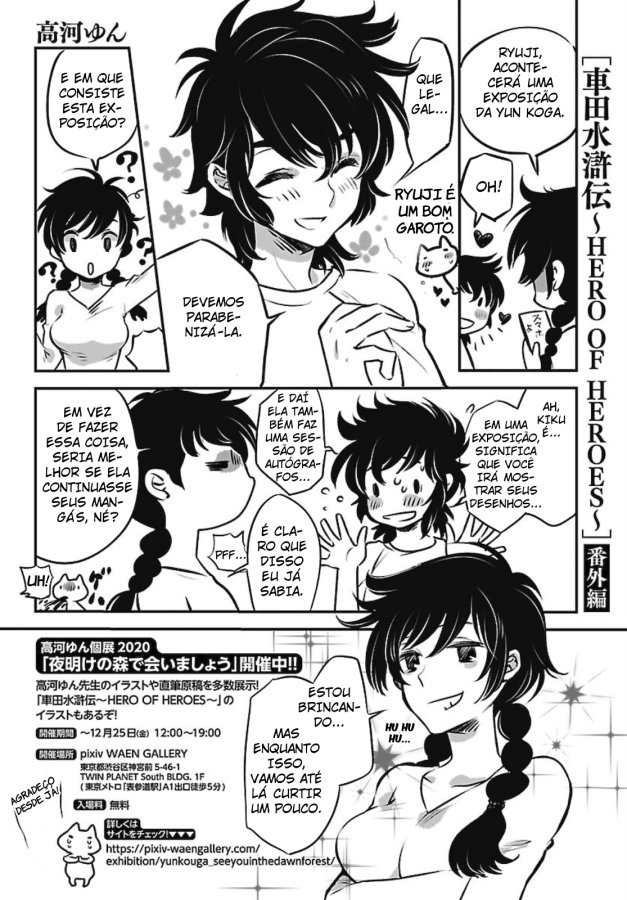 ［車田水滸伝～HERO OF HEROES～］番外編
高河ゆん
RYUJI,
ACONTE-
CERÁ UMA
EXPOSIÇÃO
DA YUN KOGA.
OH!
スマホ
QUE
LE-
GAL...
RYUJI É
UM BOM
GAROTO.
DEVEMOS
PARABE-
NIZÁ-LA.
E EM QUE
CONSISTE
ESTA EX-
POSIÇÃO?
? ? ? ?
AH,
KIKU
É...
EM UMA
EXPOSIÇÃO,
SIGNIFICA
QUE VOCÊ
IRÁ MOS-
TRAR SEUS
DESENHOS...
E DAÍ
ELA TAM-
BÉM FAZ
UMA SES-
SÃO DE
AUTÓGRA-
FOS...
É CLA-
RO QUE
DISSO
EU JÁ
SABIA.
PFF...
EM VEZ
DE FAZER
ESSA COISA,
SERIA ME-
LHOR SE ELA
CONTINUASSE
SEUS MAN-
GÁS, NÉ?
UH!
ESTOU
BRINCAN-
DO...
MAS
ENQUANTO
ISSO,
VAMOS ATÉ
LÁ CURTIR
UM POUCO.
HU HU
HU...
高河ゆん個展 2020
「夜明けの森で会いましょう」開催中!!
高河ゆん先生のイラストや直筆原稿を多数展示!
「車田水滸伝～HERO OF HEROES～」の
イラストもあるぞ!
開催期間 ～12月25日(金) 12:00～19:00
開催場所 pixiv WAEN GALLERY
東京都渋谷区神宮前 5-46-1
TWIN PLANET South BLDG. 1F
(東京メトロ「表参道駅」A1出口徒歩5分)
入場料 無料
詳しくは
サイトをチェック!▼▼▼
https://pixiv-waengallery.com/
exhibition/yunkouga_seeyouinthedawnforest/
AGRADEÇO
DESDE JÁ!